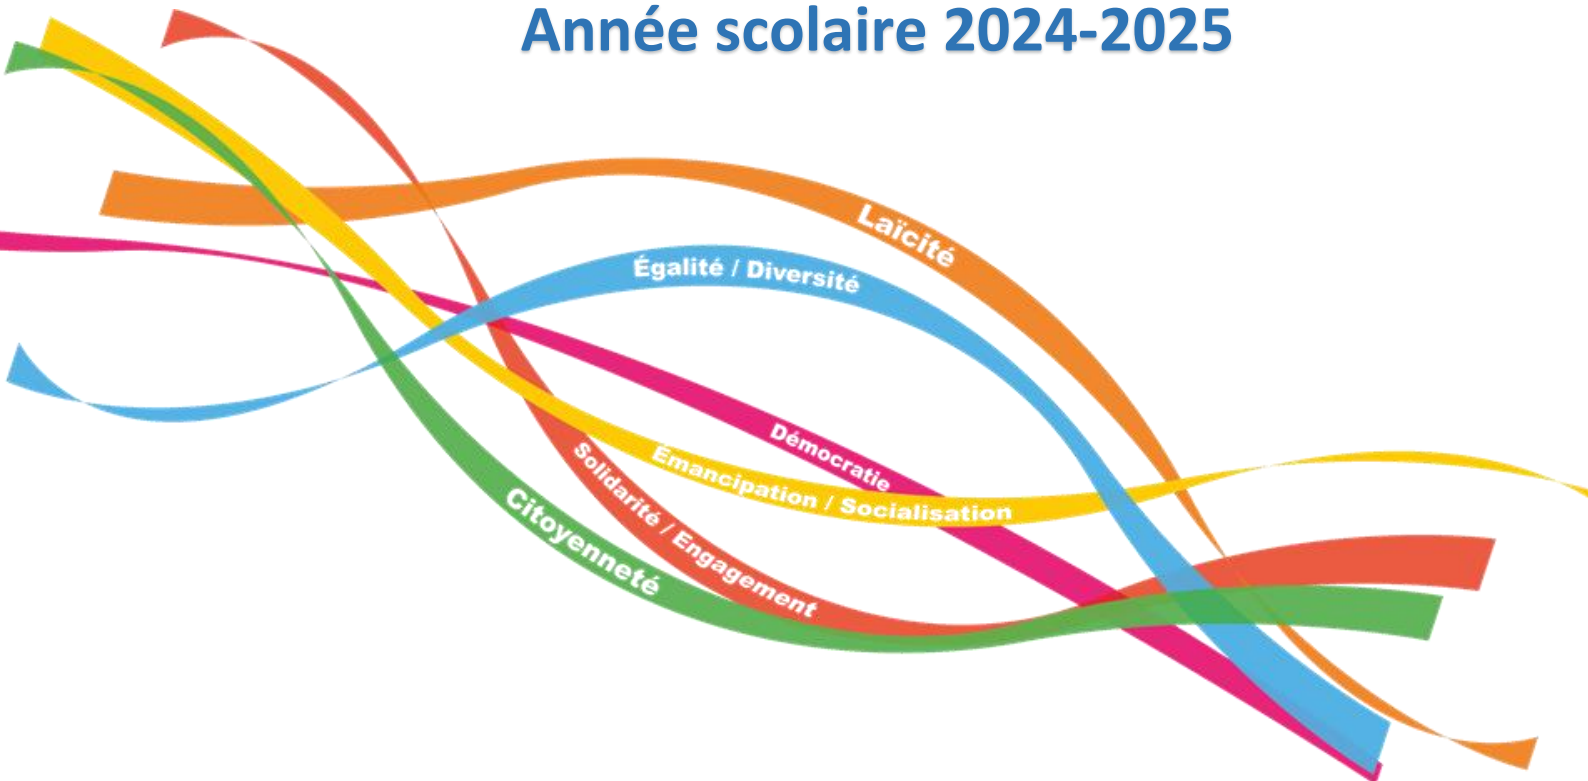 Année scolaire 2024-2025
Laïcité
Égalité / Diversité
Démocratie
Émancipation / Socialisation
Solidarité / Engagement
Citoyenneté